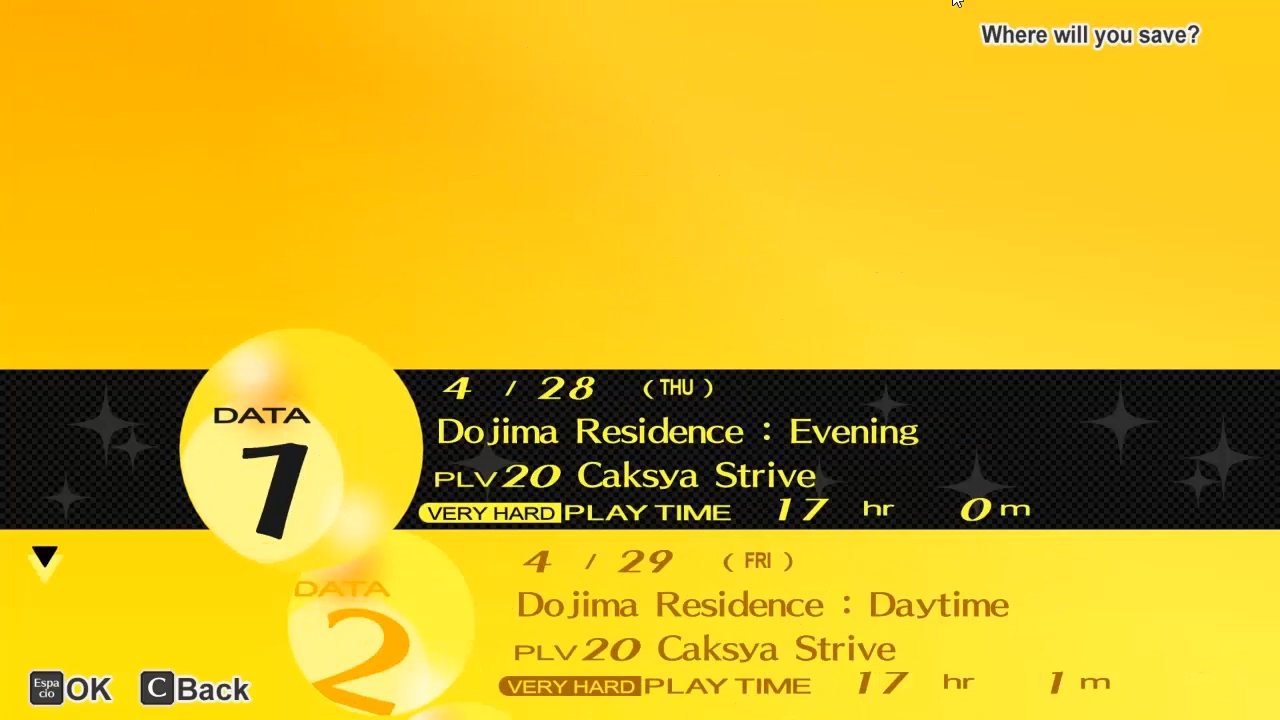 Where will you save?
4 / 28 (THU)
DATA
1
Dojima Residence : Evening
PLV 20 Caksya Strive
VERY HARD PLAY TIME 17 hr 0 m
4 / 29 (FRI)
DATA
2
Dojima Residence : Daytime
PLV 20 Caksya Strive
VERY HARD PLAY TIME 17 hr 1 m
Espacio OK C Back